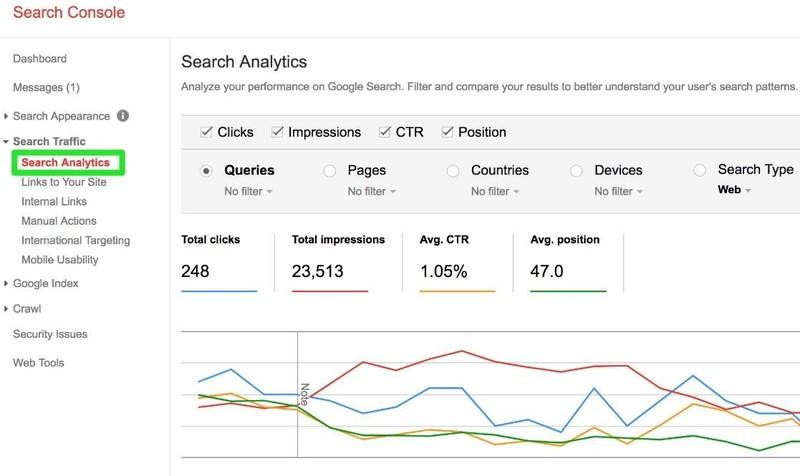 Search Console
Dashboard
Messages (1)
Search Appearance
Search Traffic
Search Analytics
Links to Your Site
Internal Links
Manual Actions
International Targeting
Mobile Usability
Google Index
Crawl
Security Issues
Web Tools
Search Analytics
Analyze your performance on Google Search. Filter and compare your results to better understand your user's search patterns.
Clicks Impressions CTR Position
Queries Pages Countries Devices Search Type
No filter No filter No filter No filter Web
Total clicks Total impressions Avg. CTR Avg. position
248 23,513 1.05% 47.0
Note